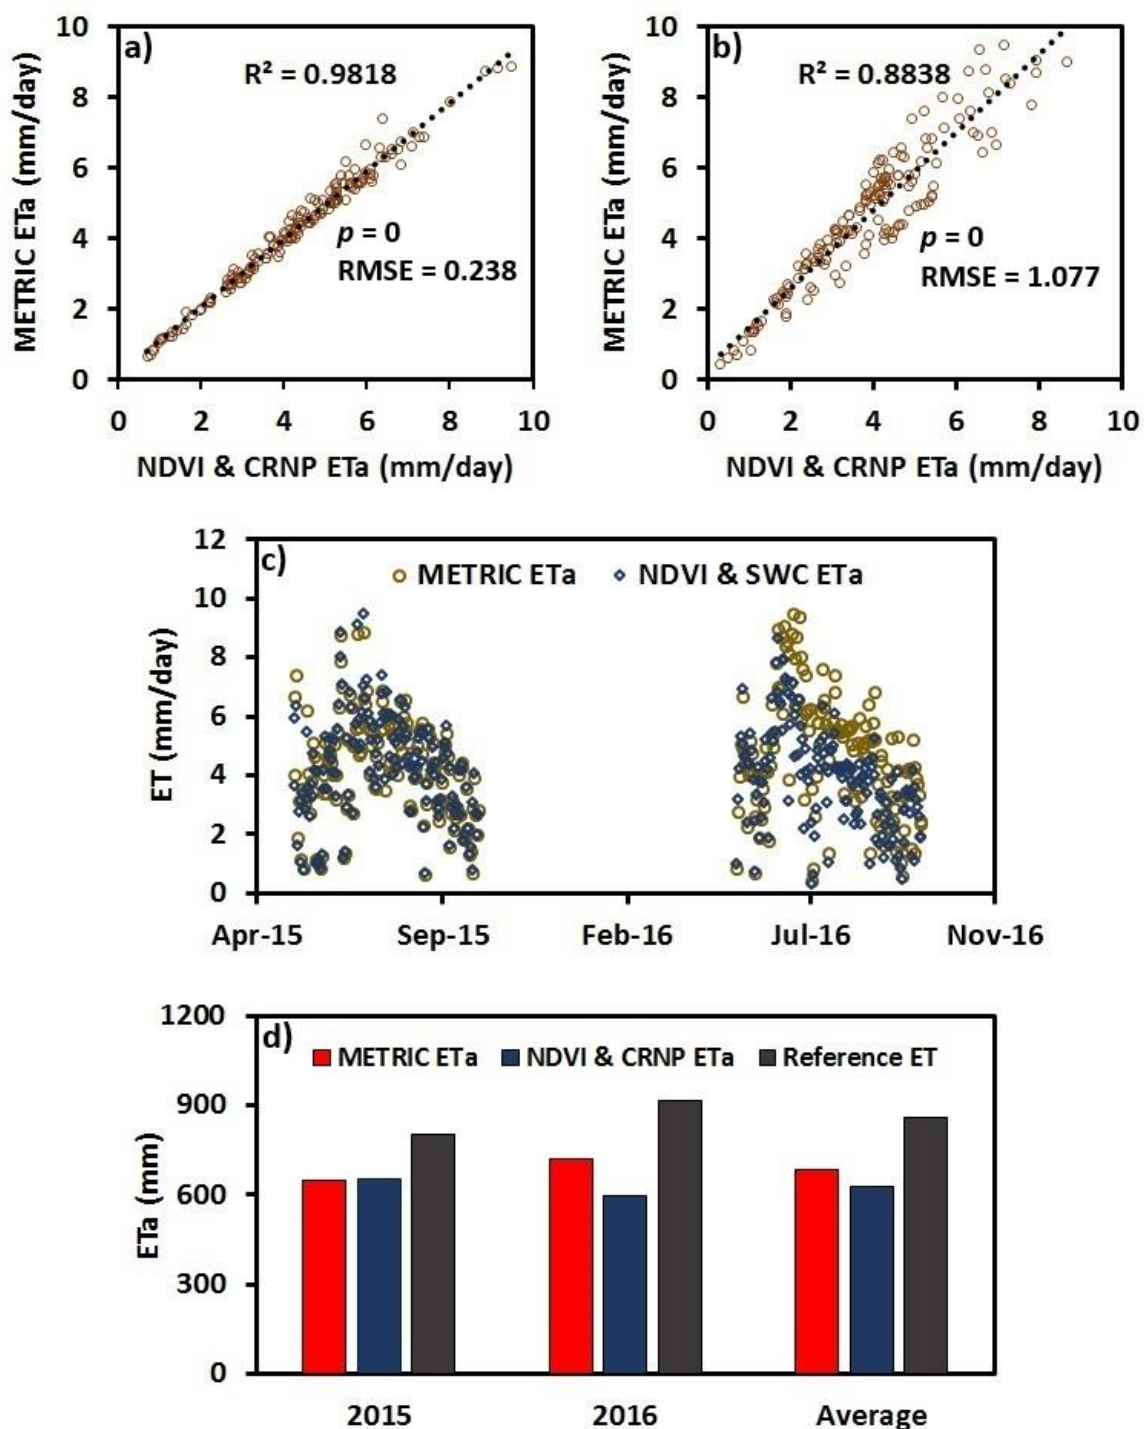 a)
R² = 0.9818
p = 0
RMSE = 0.238
METRIC ETa (mm/day)
10
8
6
4
2
0
0 2 4 6 8 10
NDVI & CRNP ETa (mm/day)
b)
R² = 0.8838
p = 0
RMSE = 1.077
METRIC ETa (mm/day)
10
8
6
4
2
0
0 2 4 6 8 10
NDVI & CRNP ETa (mm/day)
c)
METRIC ETa NDVI & SWC ETa
ET (mm/day)
12
10
8
6
4
2
0
Apr-15 Sep-15 Feb-16 Jul-16 Nov-16
d)
METRIC ETa NDVI & CRNP ETa Reference ET
ETa (mm)
1200
900
600
300
0
2015 2016 Average